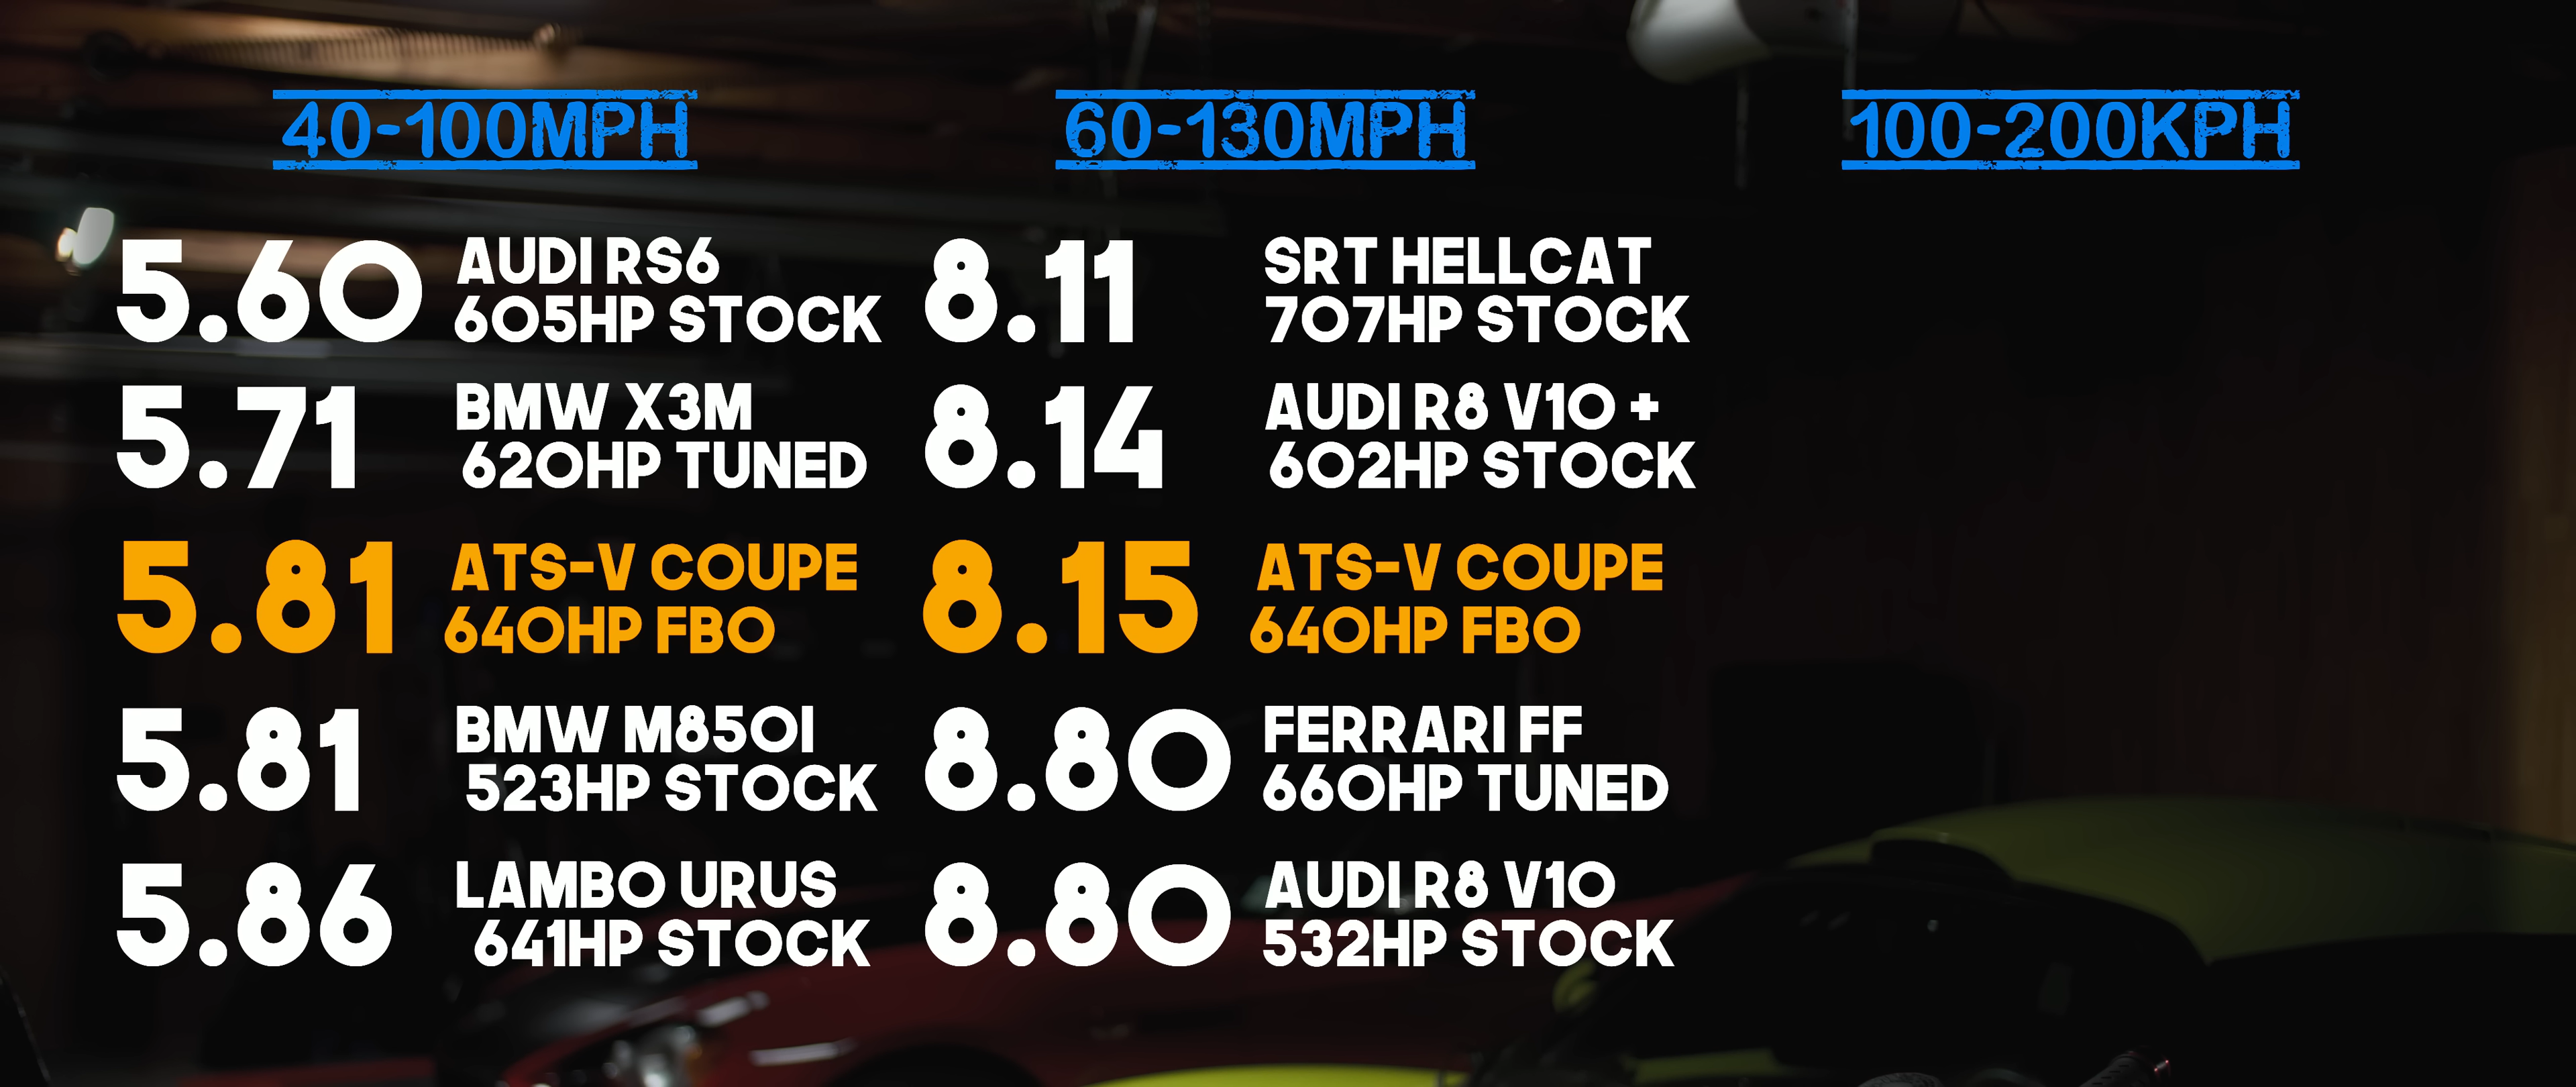 40-100MPH
60-130MPH
100-200KPH
5.60 AUDI RS6
605HP STOCK
5.71 BMW X3M
620HP TUNED
5.81 ATS-V COUPE
640HP FBO
5.81 BMW M850I
523HP STOCK
5.86 LAMBO URUS
641HP STOCK
8.11 SRT HELLCAT
707HP STOCK
8.14 AUDI R8 V10 +
602HP STOCK
8.15 ATS-V COUPE
640HP FBO
8.80 FERRARI FF
660HP TUNED
8.80 AUDI R8 V10
532HP STOCK